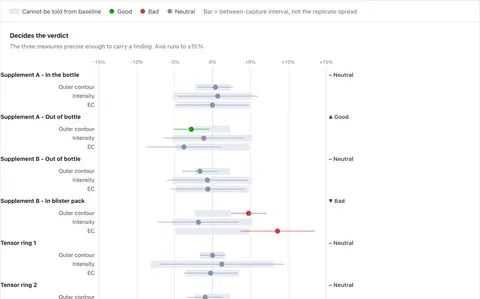 Cannot be told from baseline Good Bad Neutral Bar = between-capture interval, not the replicate spread
Decides the verdict
The three measures precise enough to carry a finding. Axis runs to ±15%.
-15% -10% -5% 0% +5% +10% +15%
Supplement A - In the bottle ~ Neutral
Outer contour
Intensity
EC
Supplement A - Out of bottle ▲ Good
Outer contour
Intensity
EC
Supplement B - Out of bottle ~ Neutral
Outer contour
Intensity
EC
Supplement B - In blister pack ▼ Bad
Outer contour
Intensity
EC
Tensor ring 1 ~ Neutral
Outer contour
Intensity
EC
Tensor ring 2 ~ Neutral
Outer contour